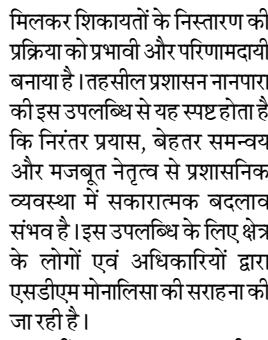 मिलकर शिकायतों के निस्तारण की
प्रक्रिया को प्रभावी और परिणामदायी
बनाया है। तहसील प्रशासन नानपारा
की इस उपलब्धि से यह स्पष्ट होता है
कि निरंतर प्रयास, बेहतर समन्वय
और मजबूत नेतृत्व से प्रशासनिक
व्यवस्था में सकारात्मक बदलाव
संभव है। इस उपलब्धि के लिए क्षेत्र
के लोगों एवं अधिकारियों द्वारा
एसडीएम मोनालिसा की सराहना की
जा रही है।